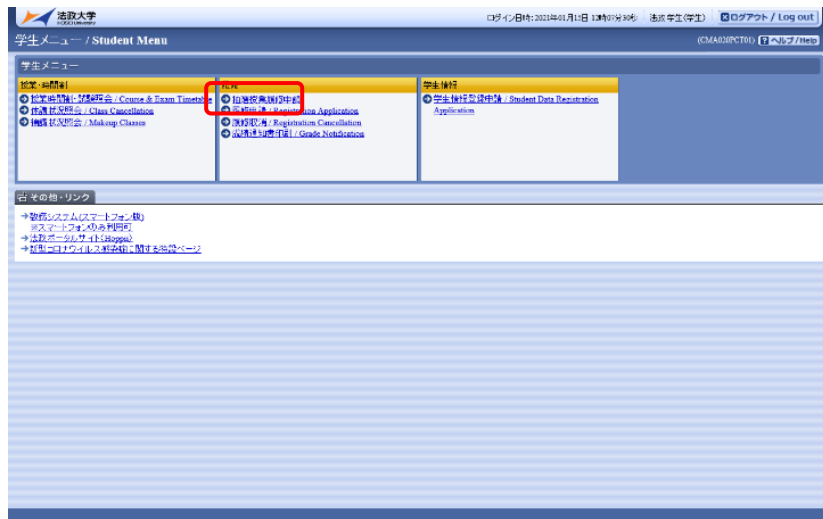 法政大学
HOSEI University
ログイン日時:2021年01月15日 13時07分30秒 法政 学生(学生) ログアウト / Log out
学生メニュー / Student Menu
(CMA020PCT01) ヘルプ/Help
学生メニュー
授業・時間割
授業時間割・試験照会 / Course & Exam Timetable
休講状況照会 / Class Cancellation
補講状況照会 / Makeup Classes
抽選授業履修申請
履修申請 / Registration Application
履修取消 / Registration Cancellation
成績通知書印刷 / Grade Notification
学生情報
学生情報登録申請 / Student Data Registration
Application
その他・リンク
教務システム(スマートフォン版)
※スマートフォンのみ利用可
法政ポータルサイト(Hoppii)
新型コロナウイルス感染症に関する特設ページ